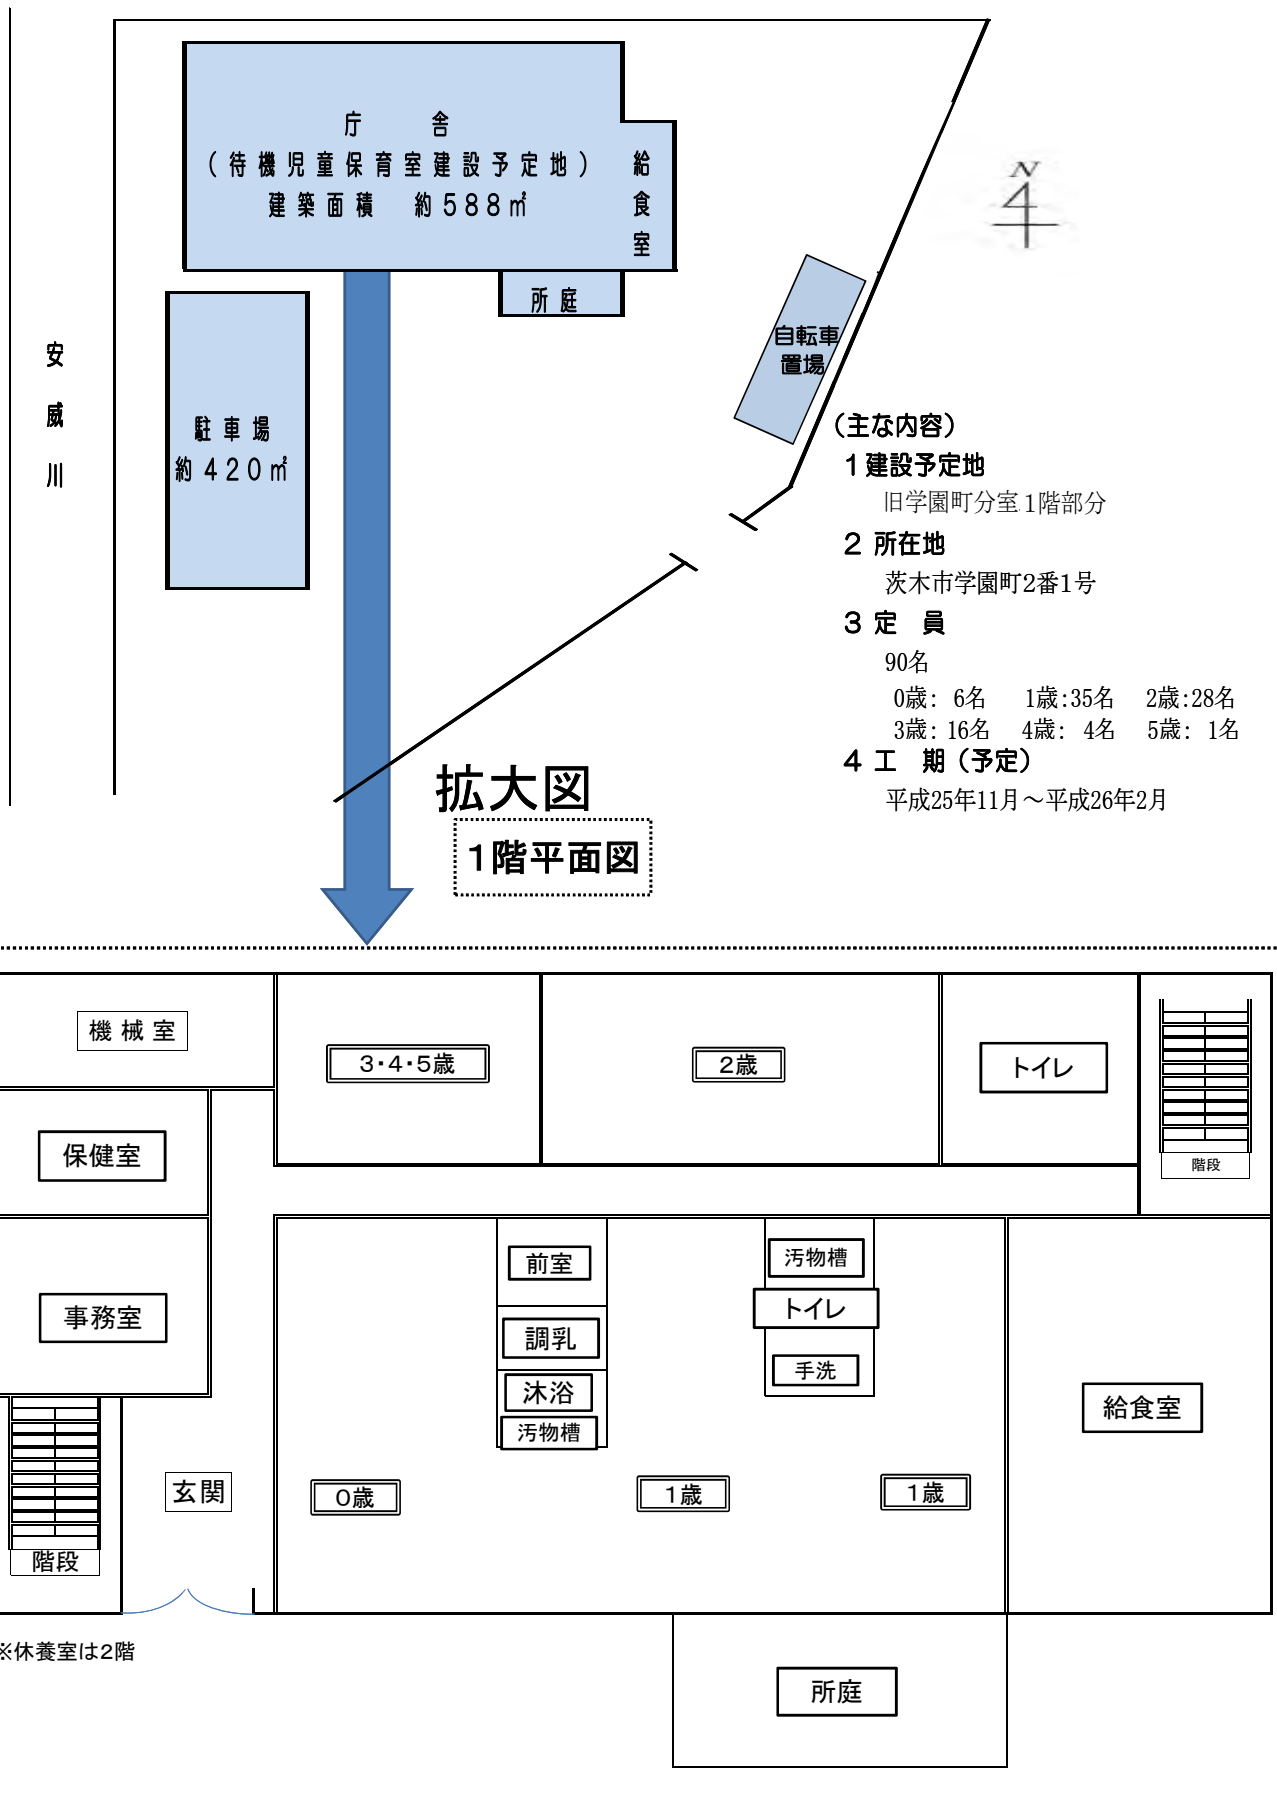 庁　舎
（待機児童保育室建設予定地）
建築面積　約588㎡
給食室
所庭
N
安威川
駐車場
約420㎡
自転車
置場
（主な内容）
1 建設予定地
旧学園町分室1階部分
2 所在地
茨木市学園町2番1号
3 定　員
90名
0歳： 6名　1歳：35名　2歳：28名
3歳：16名　4歳： 4名　5歳： 1名
4 工　期（予定）
平成25年11月～平成26年2月
拡大図
1階平面図
機械室
3・4・5歳
2歳
トイレ
階段
保健室
事務室
前室
調乳
沐浴
汚物槽
汚物槽
トイレ
手洗
給食室
玄関
0歳
1歳
1歳
階段
※休養室は2階
所庭